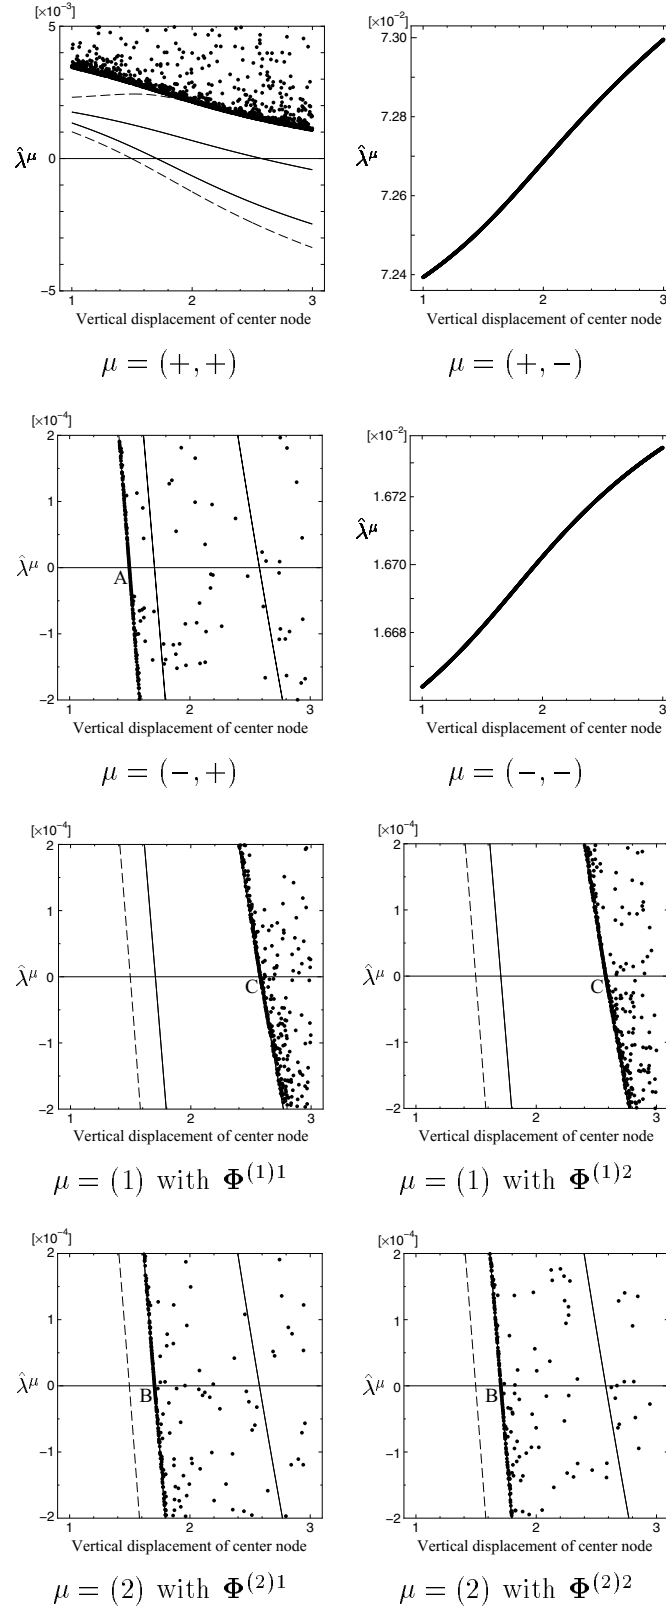 [×10⁻³] [×10⁻²]
5 7.30
7.28
λ̂^μ 0 λ̂^μ
7.26
7.24
−5
1 2 3 1 2 3
Vertical displacement of center node Vertical displacement of center node
μ = (+, +) μ = (+, −)
[×10⁻⁴] [×10⁻²]
2
1 1.672
λ̂^μ 0 λ̂^μ 1.670
A
−1 1.668
−2
1 2 3 1 2 3
Vertical displacement of center node Vertical displacement of center node
μ = (−, +) μ = (−, −)
[×10⁻⁴] [×10⁻⁴]
2 2
1 1
λ̂^μ 0 λ̂^μ 0
C C
−1 −1
−2 −2
1 2 3 1 2 3
Vertical displacement of center node Vertical displacement of center node
μ = (1) with Φ^(1)1 μ = (1) with Φ^(1)2
[×10⁻⁴] [×10⁻⁴]
2 2
1 1
λ̂^μ 0 λ̂^μ 0
B B
−1 −1
−2 −2
1 2 3 1 2 3
Vertical displacement of center node Vertical displacement of center node
μ = (2) with Φ^(2)1 μ = (2) with Φ^(2)2